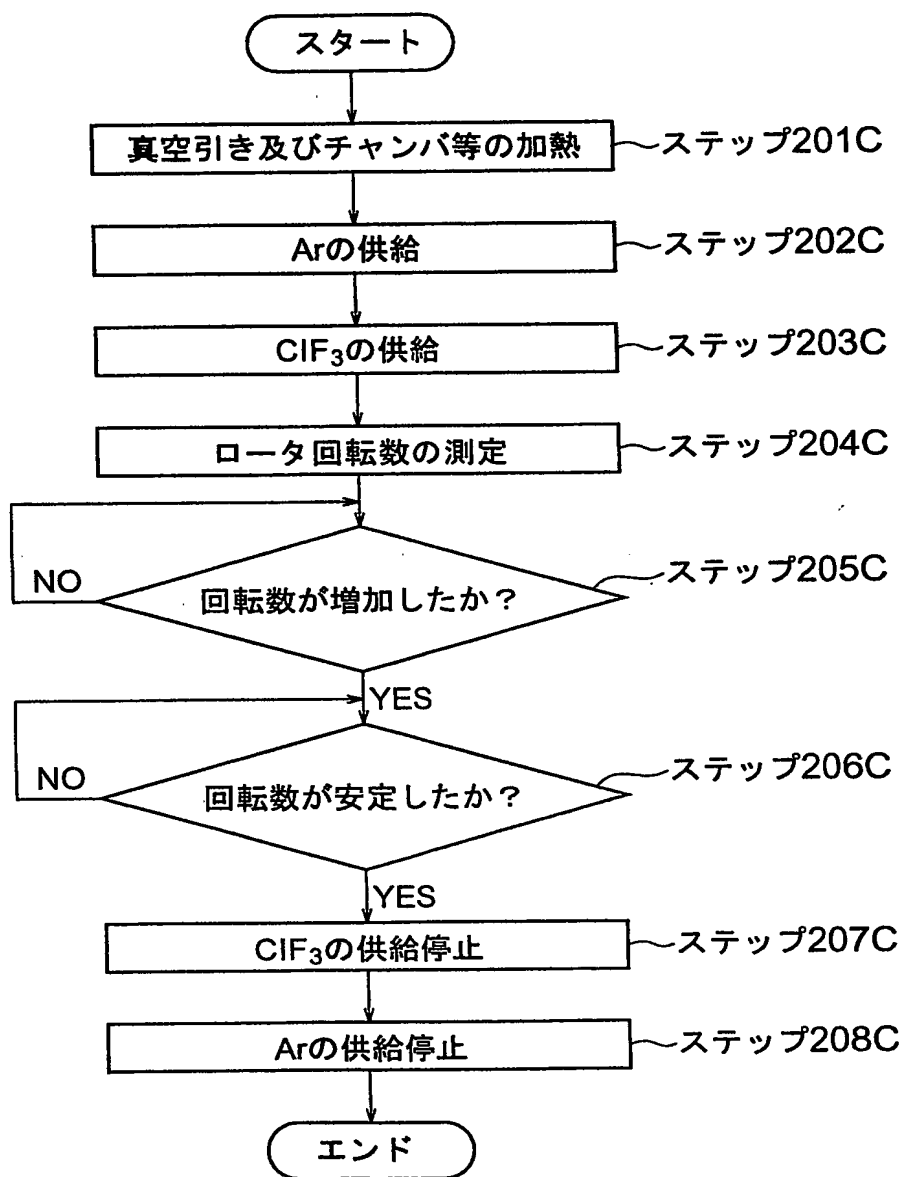 スタート
真空引き及びチャンバ等の加熱 ステップ201C
Arの供給 ステップ202C
ClF₃の供給 ステップ203C
ロータ回転数の測定 ステップ204C
回転数が増加したか？ ステップ205C
NO
YES
回転数が安定したか？ ステップ206C
NO
YES
ClF₃の供給停止 ステップ207C
Arの供給停止 ステップ208C
エンド